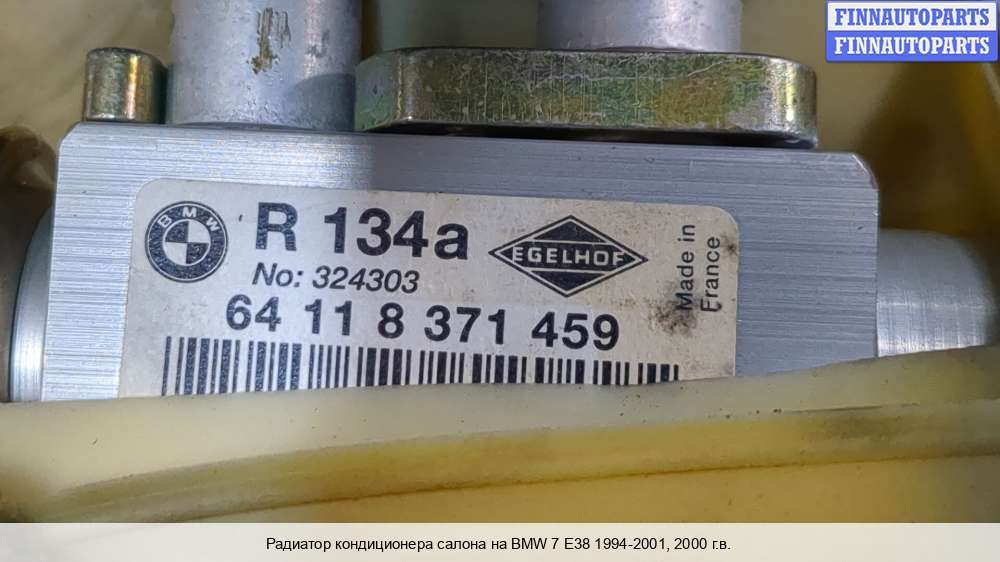 FINNAUTOPARTS
FINNAUTOPARTS
BMW
R 134a
EGELHOF
Made in
France
No: 324303
64 11 8 371 459
Радиатор кондиционера салона на BMW 7 E38 1994-2001, 2000 г.в.